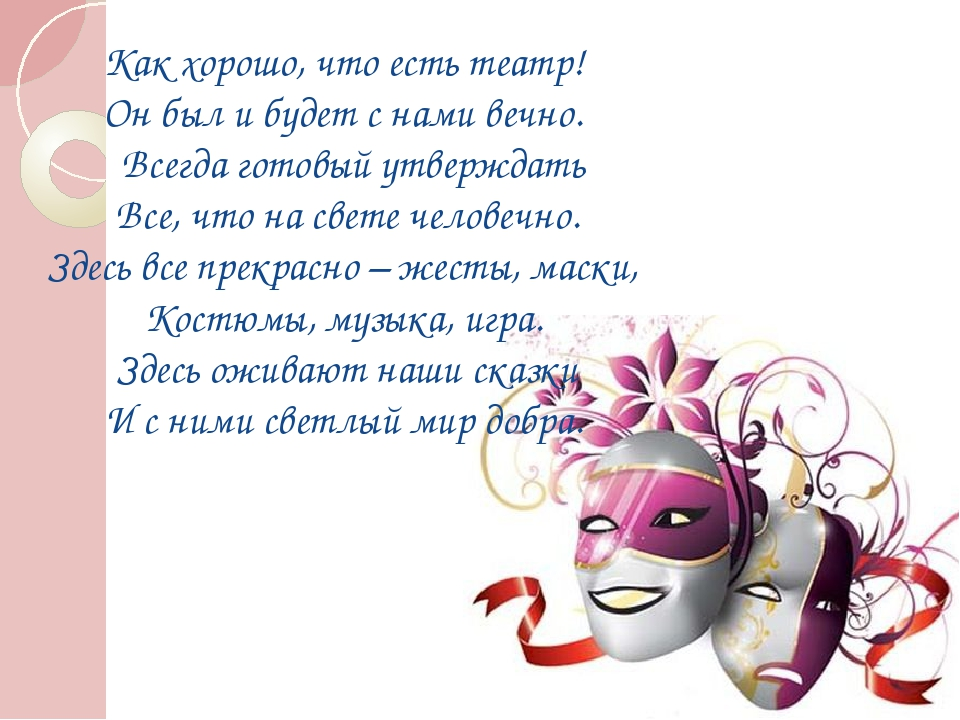 Как хорошо, что есть театр!
Он был и будет с нами вечно.
Всегда готовый утверждать
Все, что на свете человечно.
Здесь все прекрасно – жесты, маски,
Костюмы, музыка, игра.
Здесь оживают наши сказки
И с ними светлый мир добра.